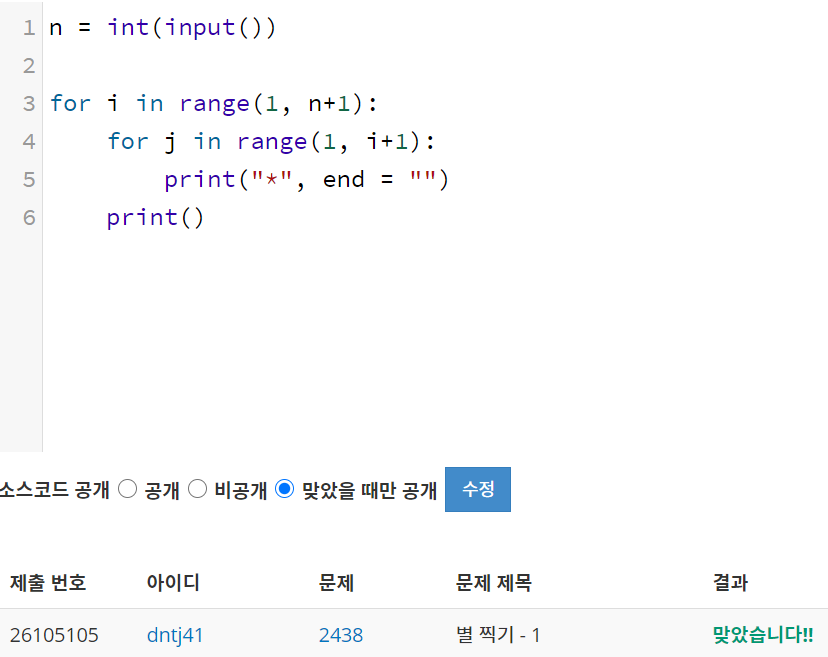 1 n = int(input())
2
3 for i in range(1, n+1):
4     for j in range(1, i+1):
5         print("*", end = "")
6     print()
소스코드 공개 공개 비공개 맞았을 때만 공개 수정
제출 번호 아이디 문제 문제 제목 결과
26105105 dntj41 2438 별 찍기 - 1 맞았습니다!!